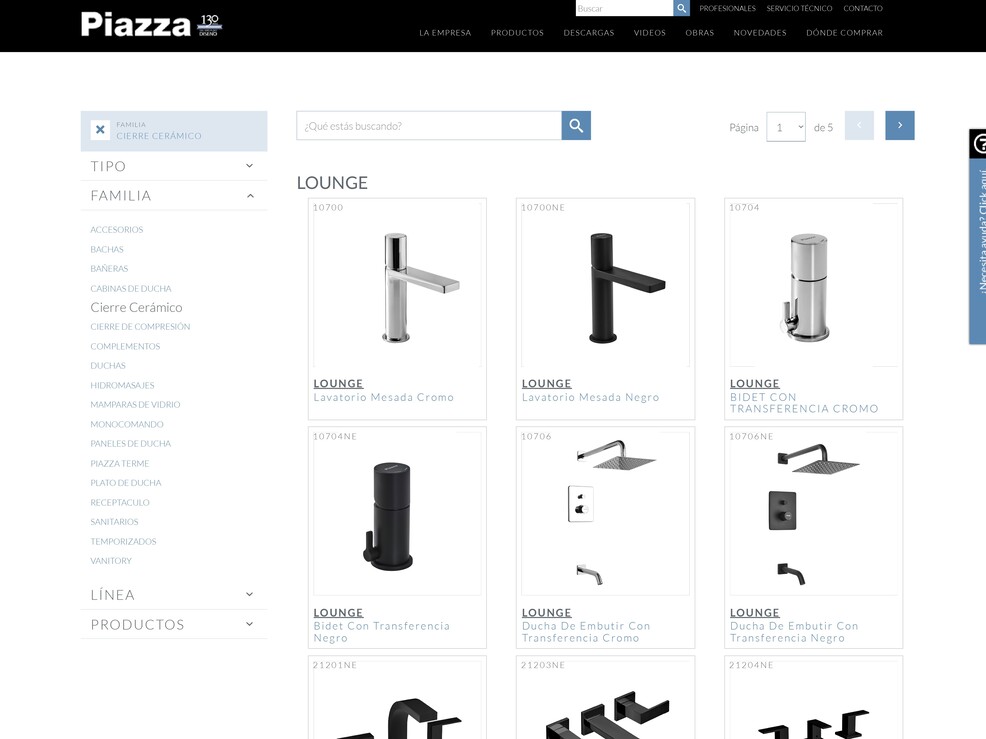 Piazza
130
DISEÑO
Buscar
PROFESIONALES
SERVICIO TÉCNICO
CONTACTO
LA EMPRESA
PRODUCTOS
DESCARGAS
VIDEOS
OBRAS
NOVEDADES
DÓNDE COMPRAR
FAMILIA
CIERRE CERÁMICO
TIPO
FAMILIA
ACCESORIOS
BACHAS
BAÑERAS
CABINAS DE DUCHA
Cierre Cerámico
CIERRE DE COMPRESIÓN
COMPLEMENTOS
DUCHAS
HIDROMASAJES
MAMPARAS DE VIDRIO
MONOCOMANDO
PANELES DE DUCHA
PIAZZA TERME
PLATO DE DUCHA
RECEPTACULO
SANITARIOS
TEMPORIZADOS
VANITORY
LÍNEA
PRODUCTOS
¿Qué estás buscando?
Página 1 de 5
LOUNGE
10700
LOUNGE
Lavatorio Mesada Cromo
10700NE
LOUNGE
Lavatorio Mesada Negro
10704
LOUNGE
BIDET CON
TRANSFERENCIA CROMO
10704NE
LOUNGE
Bidet Con Transferencia
Negro
10706
LOUNGE
Ducha De Embutir Con
Transferencia Cromo
10706NE
LOUNGE
Ducha De Embutir Con
Transferencia Negro
21201NE
21203NE
21204NE
¿Necesita ayuda? Click aquí